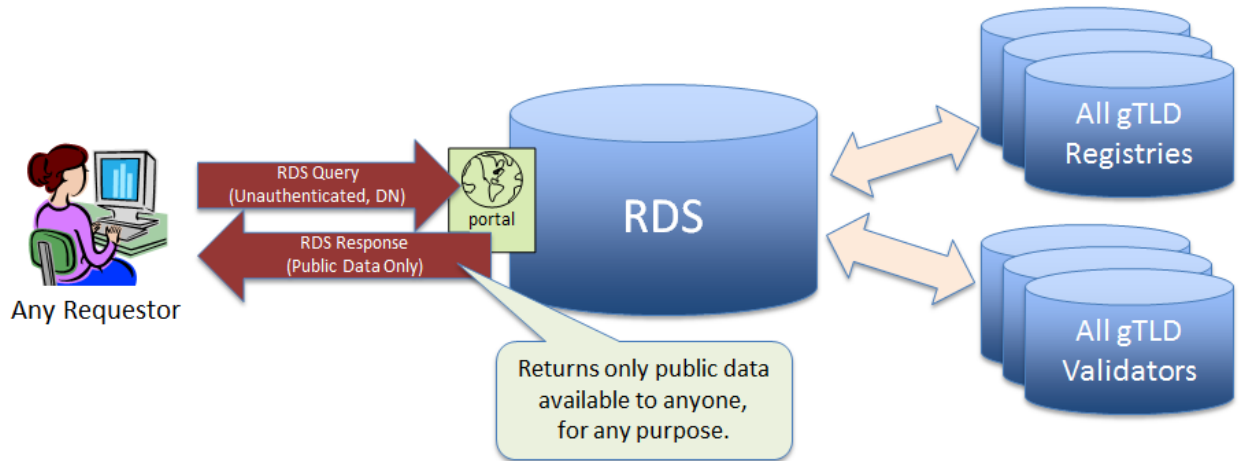 Any Requestor
RDS Query
(Unauthenticated, DN)
RDS Response
(Public Data Only)
portal
RDS
All gTLD
Registries
All gTLD
Validators
Returns only public data
available to anyone,
for any purpose.